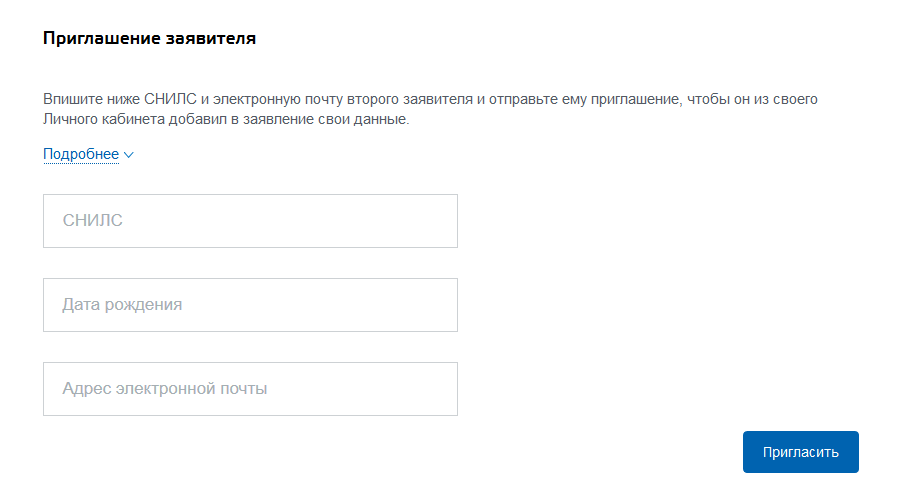 Приглашение заявителя
Впишите ниже СНИЛС и электронную почту второго заявителя и отправьте ему приглашение, чтобы он из своего
Личного кабинета добавил в заявление свои данные.
Подробнее
СНИЛС
Дата рождения
Адрес электронной почты
Пригласить